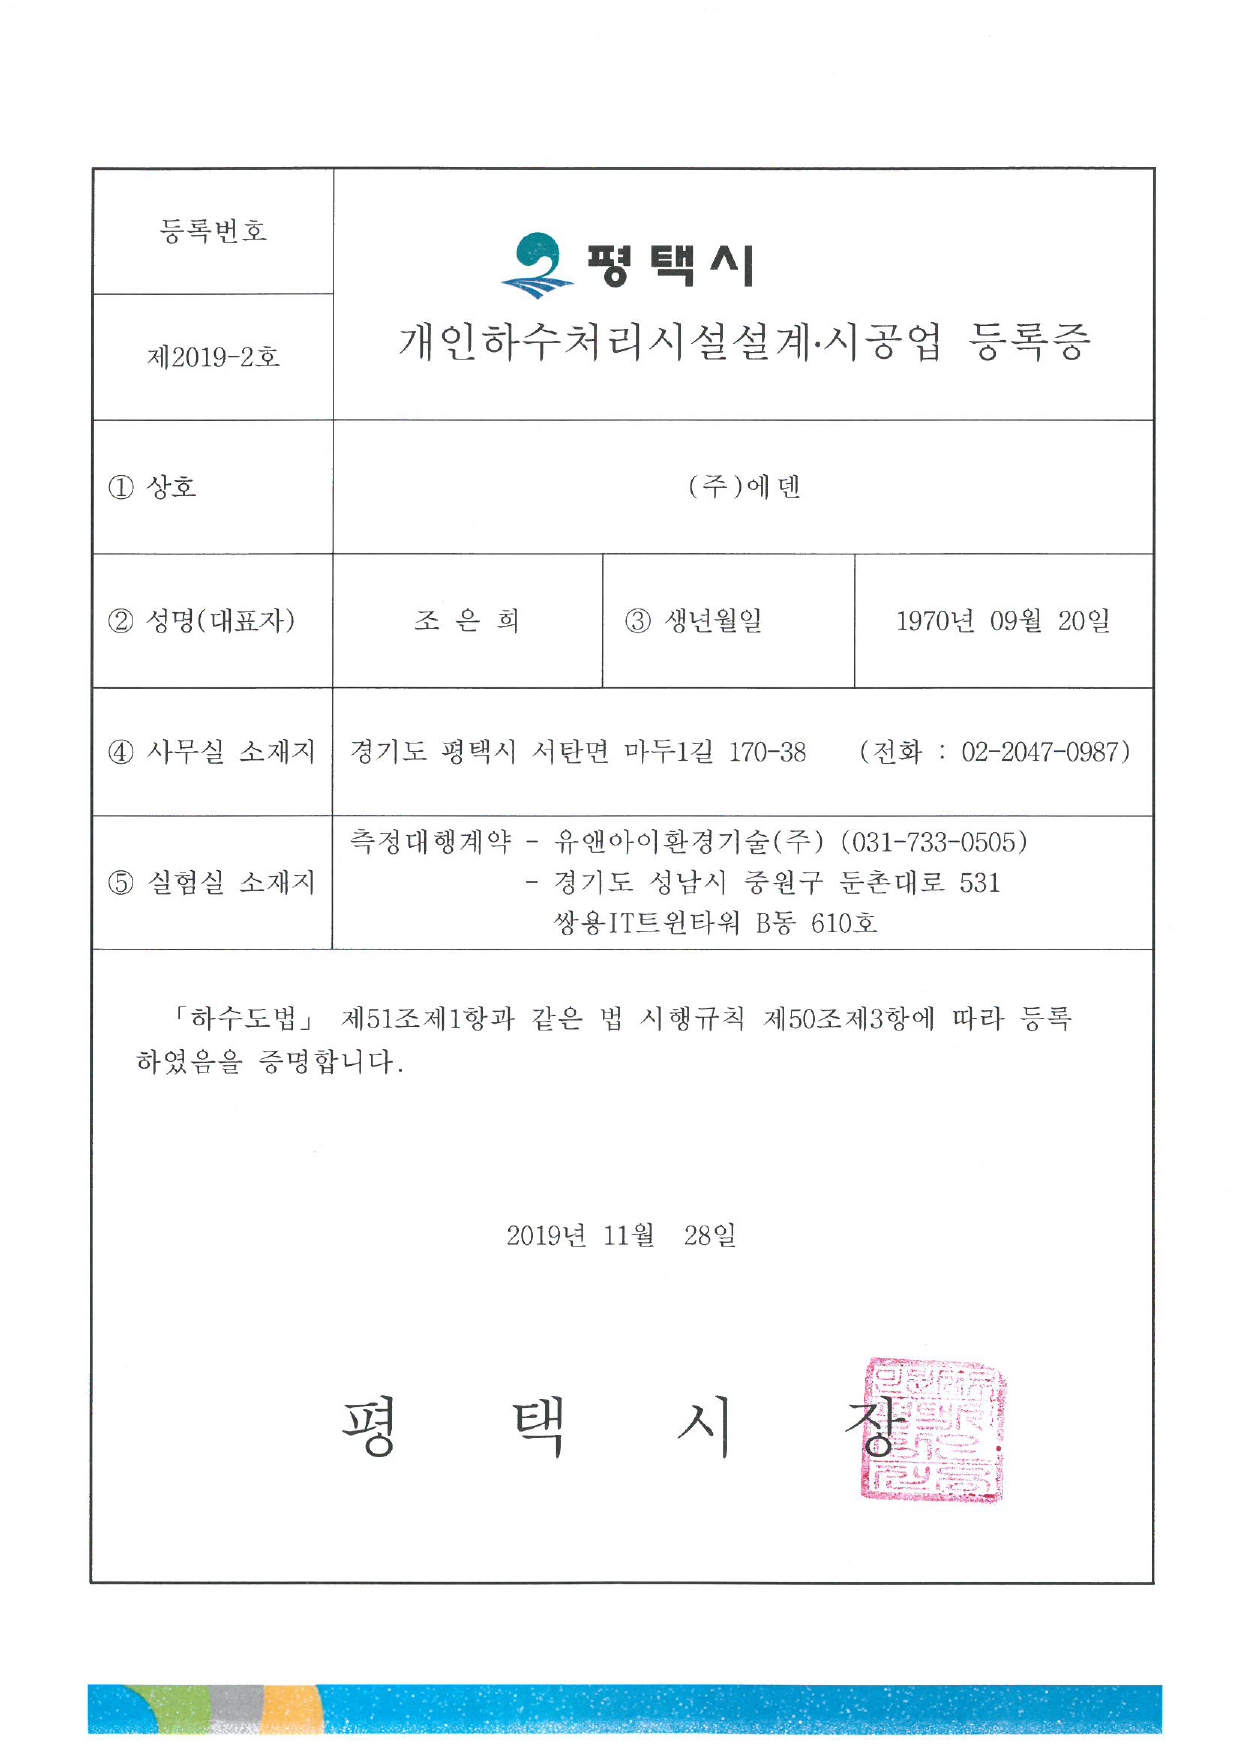 등록번호
제2019-2호
평택시
개인하수처리시설설계·시공업 등록증
① 상호
(주)에덴
② 성명(대표자)
조 은 희
③ 생년월일
1970년 09월 20일
④ 사무실 소재지
경기도 평택시 서탄면 마두1길 170-38 (전화 : 02-2047-0987)
⑤ 실험실 소재지
측정대행계약 - 유앤아이환경기술(주) (031-733-0505)
- 경기도 성남시 중원구 둔촌대로 531
쌍용IT트윈타워 B동 610호
「하수도법」 제51조제1항과 같은 법 시행규칙 제50조제3항에 따라 등록
하였음을 증명합니다.
2019년 11월 28일
평 택 시 장